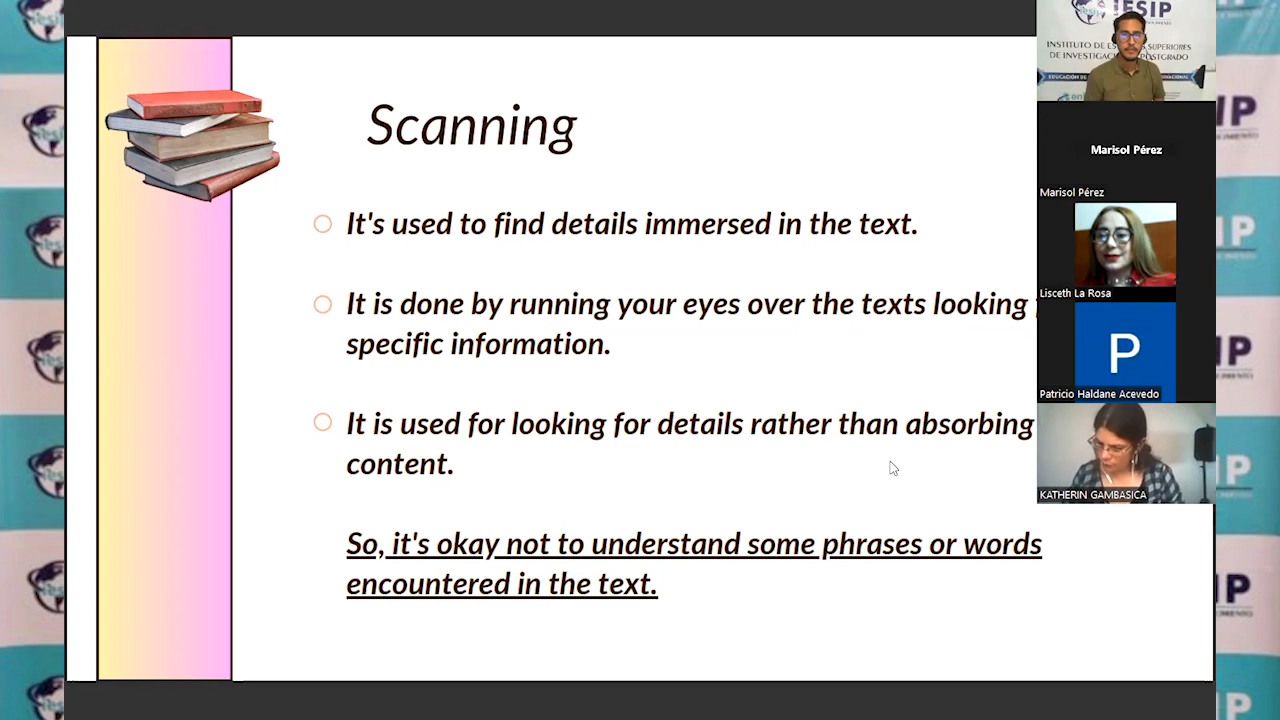 Scanning
It's used to find details immersed in the text.
It is done by running your eyes over the texts looking
specific information.
It is used for looking for details rather than absorbing
content.
So, it's okay not to understand some phrases or words
encountered in the text.
IESIP
INSTITUTO DE ES SUPERIORES
DE INVESTIGACIÓN POSTGRADO
Marisol Pérez
Marisol Pérez
Lisceth La Rosa
P
Patricio Haldane Acevedo
KATHERIN GAMBASICA